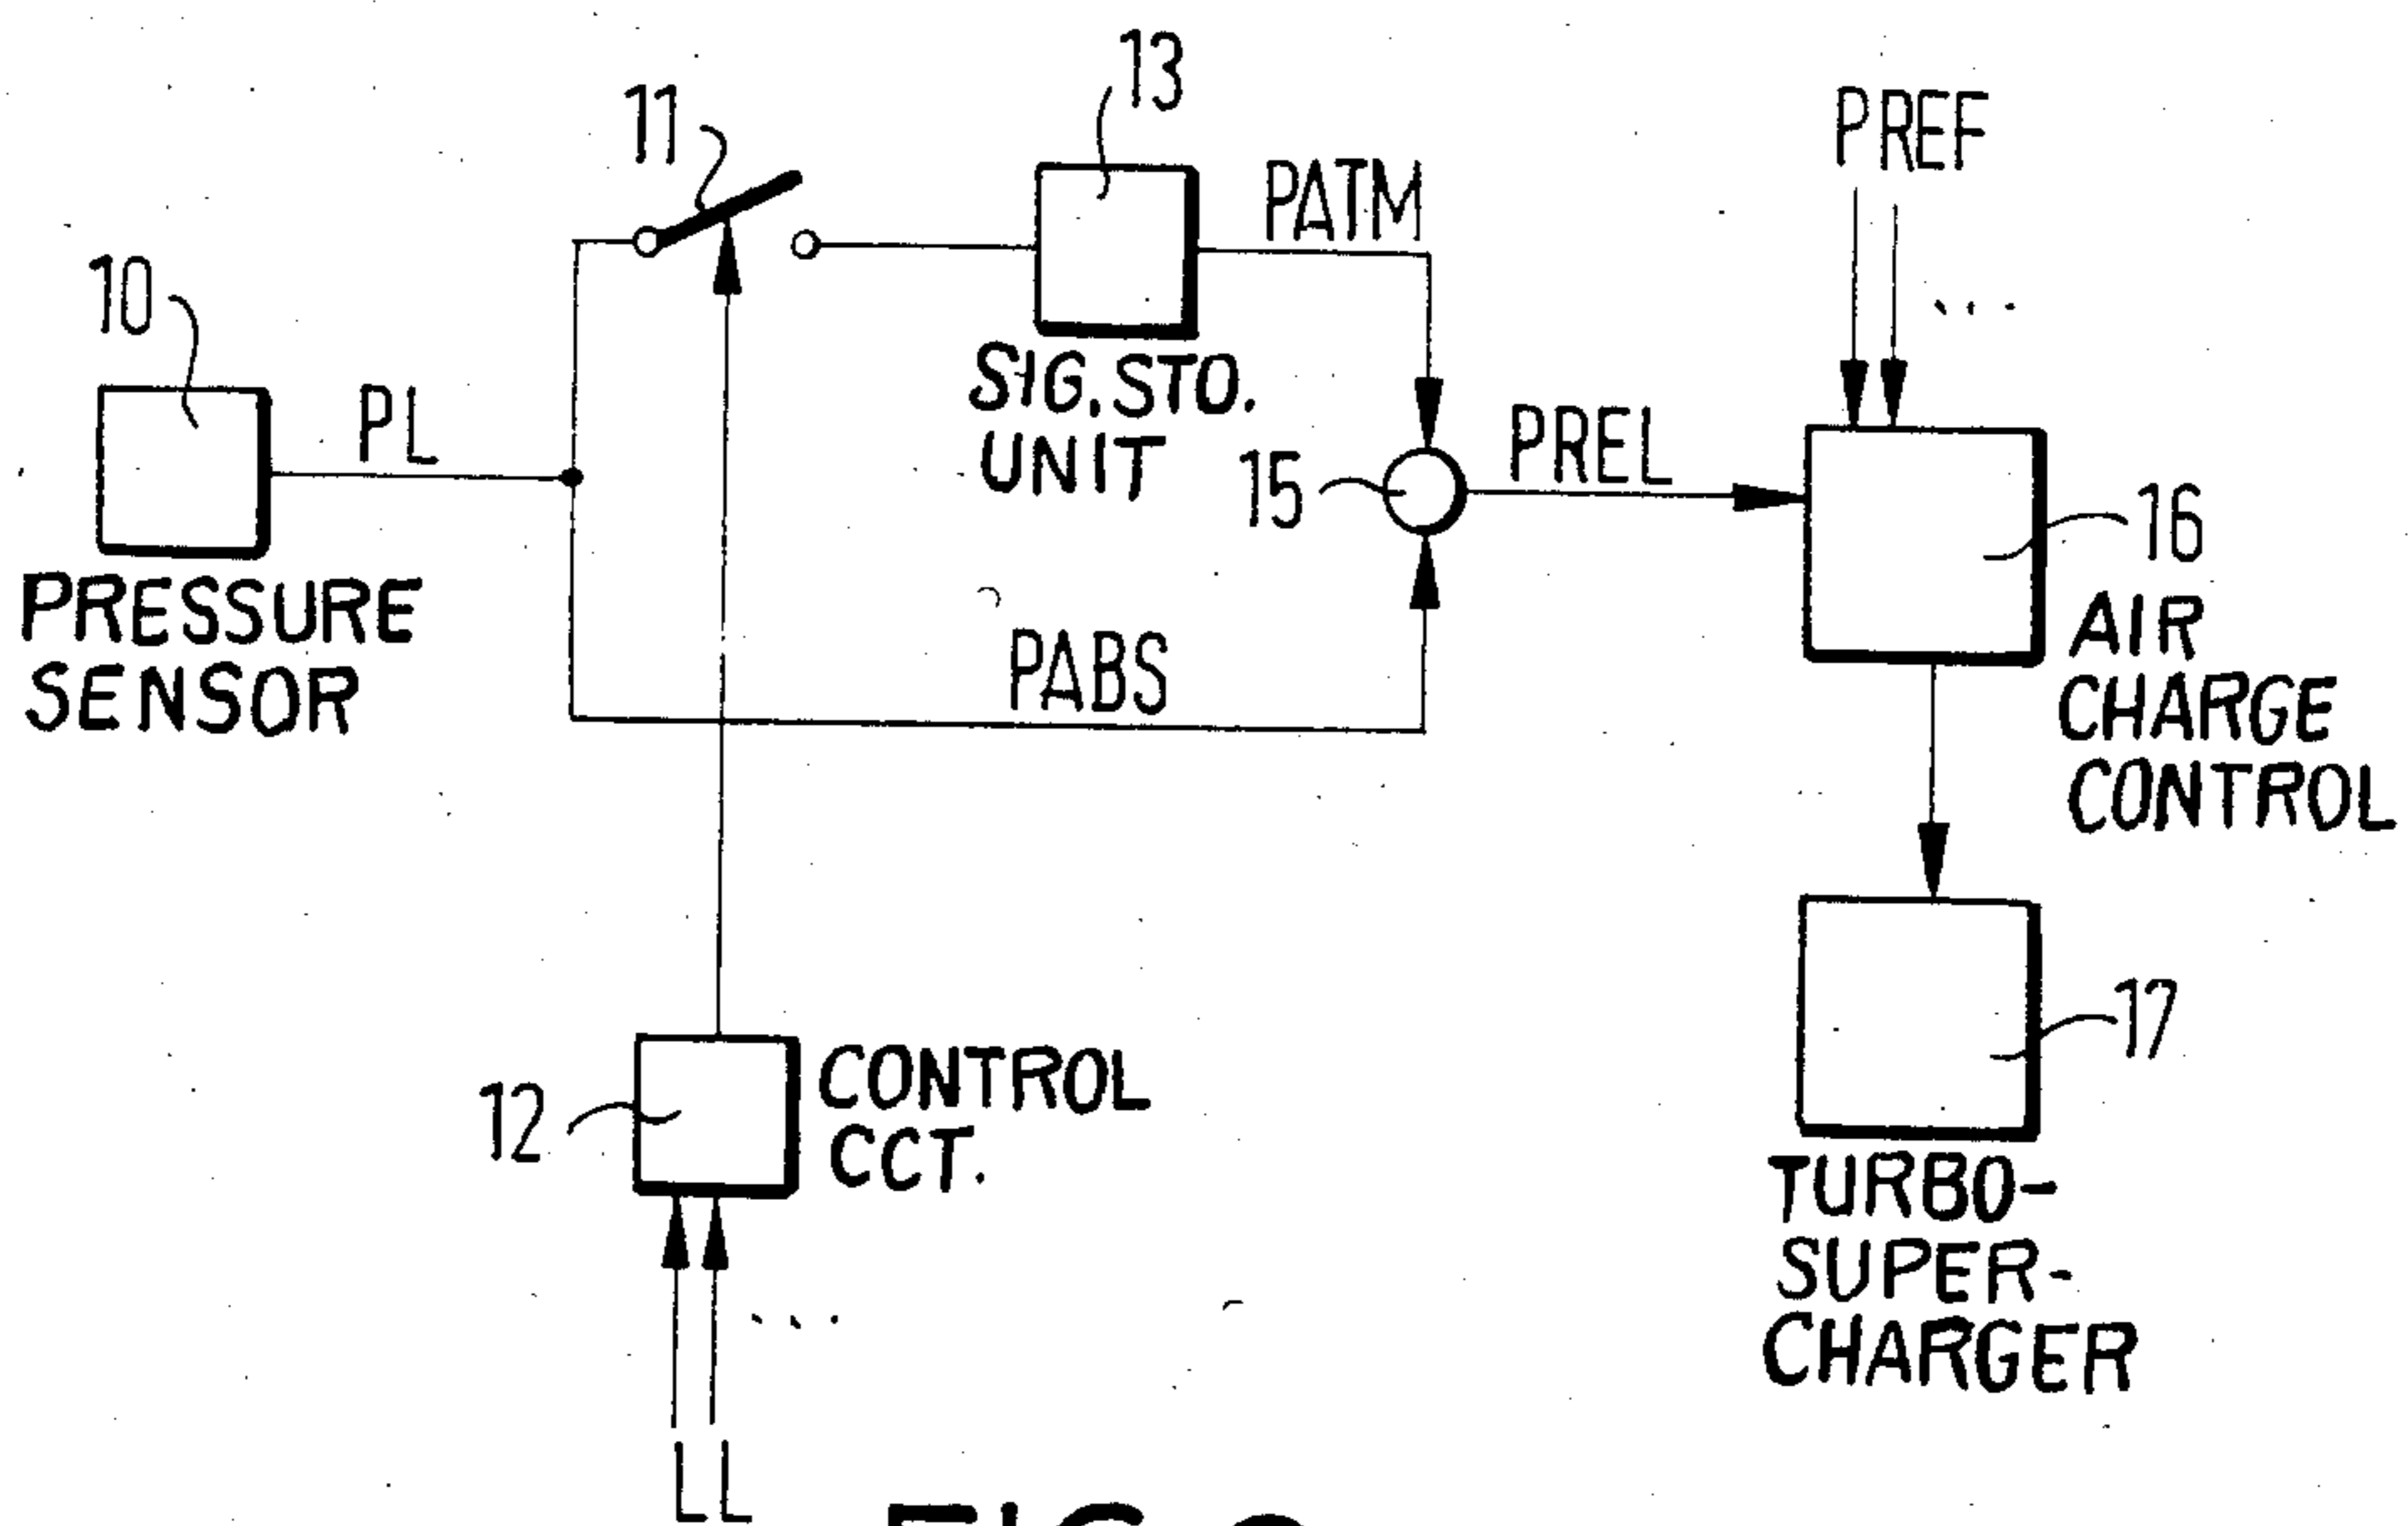 13
11
PREF
PATM
10
SIG. STO.
UNIT
PL
PREL
15
16
PRESSURE
SENSOR
AIR
CHARGE
CONTROL
PABS
17
12
CONTROL
CCT.
TURBO-
SUPER-
CHARGER
LL